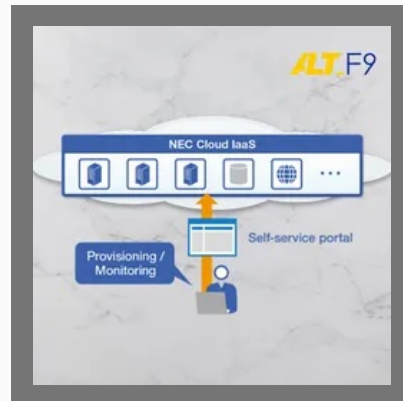 ALT F9
NEC Cloud IaaS
...
Self-service portal
Provisioning /
Monitoring